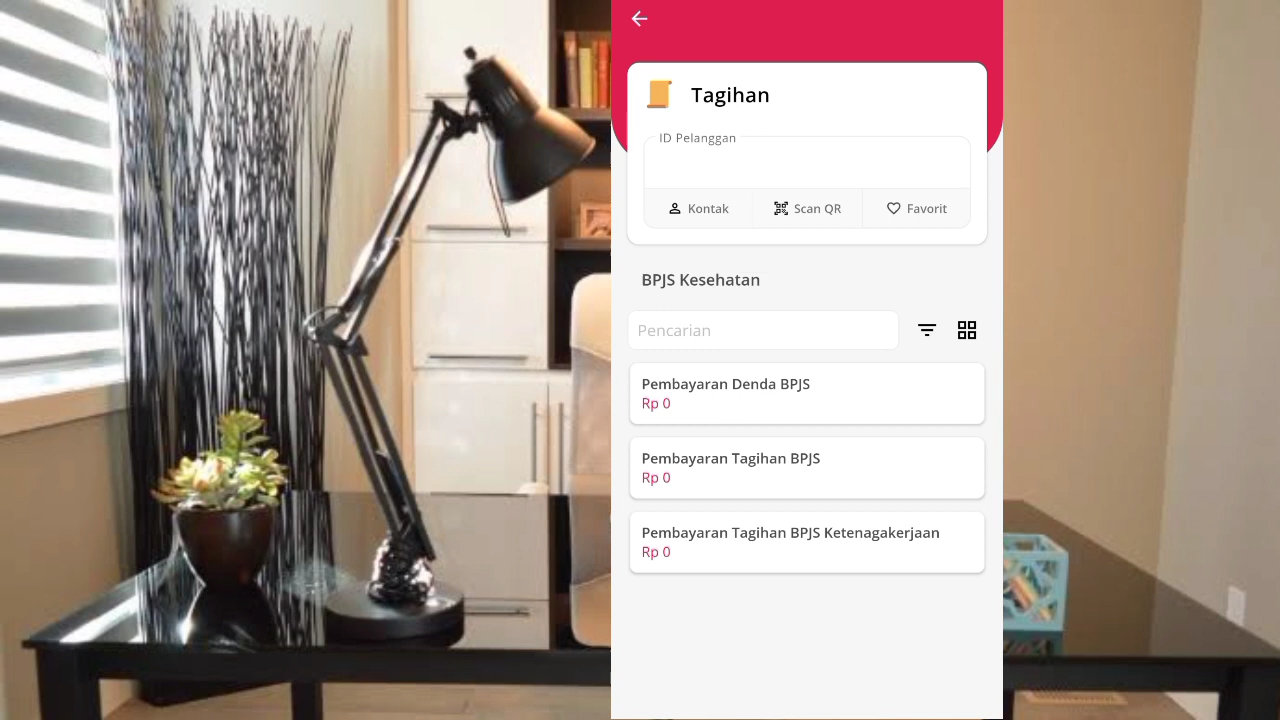 Tagihan
ID Pelanggan
Kontak
Scan QR
Favorit
BPJS Kesehatan
Pencarian
Pembayaran Denda BPJS
Rp 0
Pembayaran Tagihan BPJS
Rp 0
Pembayaran Tagihan BPJS Ketenagakerjaan
Rp 0